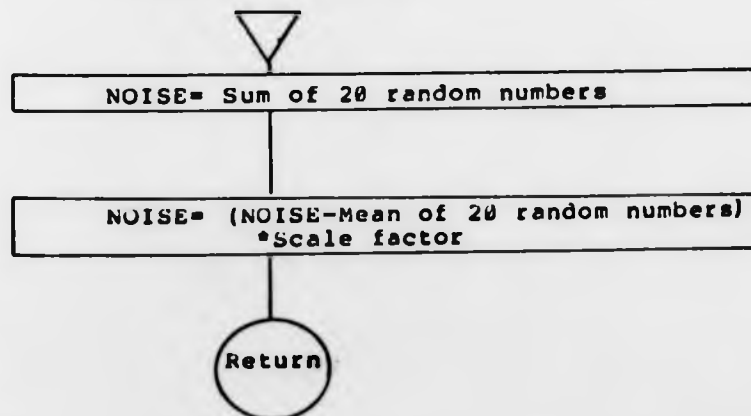 NOISE= Sum of 20 random numbers
NOISE= (NOISE-Mean of 20 random numbers)
*Scale factor
Return